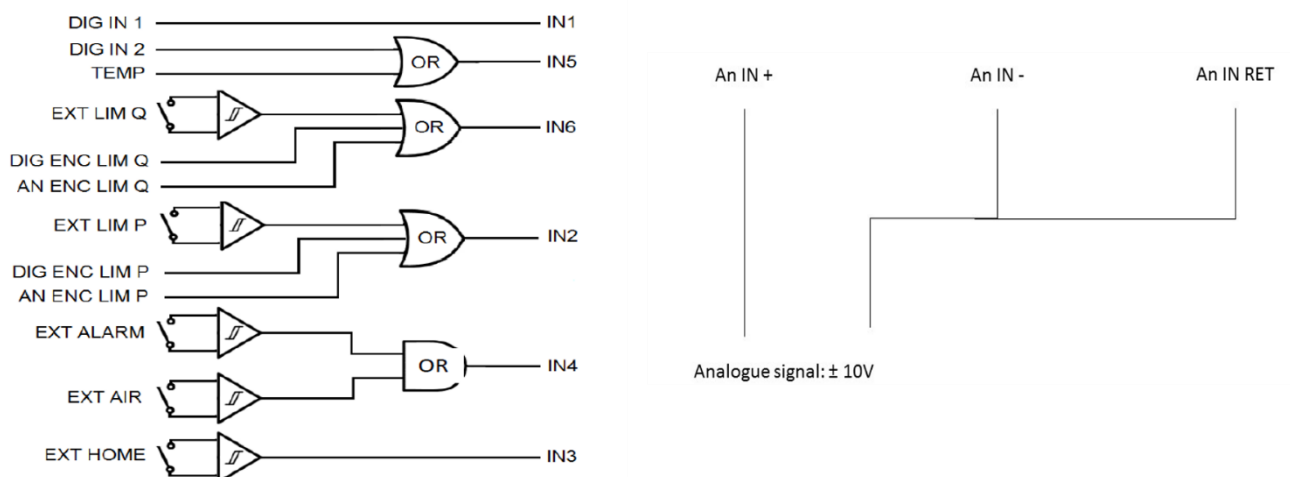 DIG IN 1
IN1
DIG IN 2
TEMP
OR
IN5
EXT LIM Q
DIG ENC LIM Q
AN ENC LIM Q
OR
IN6
EXT LIM P
DIG ENC LIM P
AN ENC LIM P
OR
IN2
EXT ALARM
EXT AIR
OR
IN4
EXT HOME
IN3
An IN +
An IN -
An IN RET
Analogue signal: ± 10V